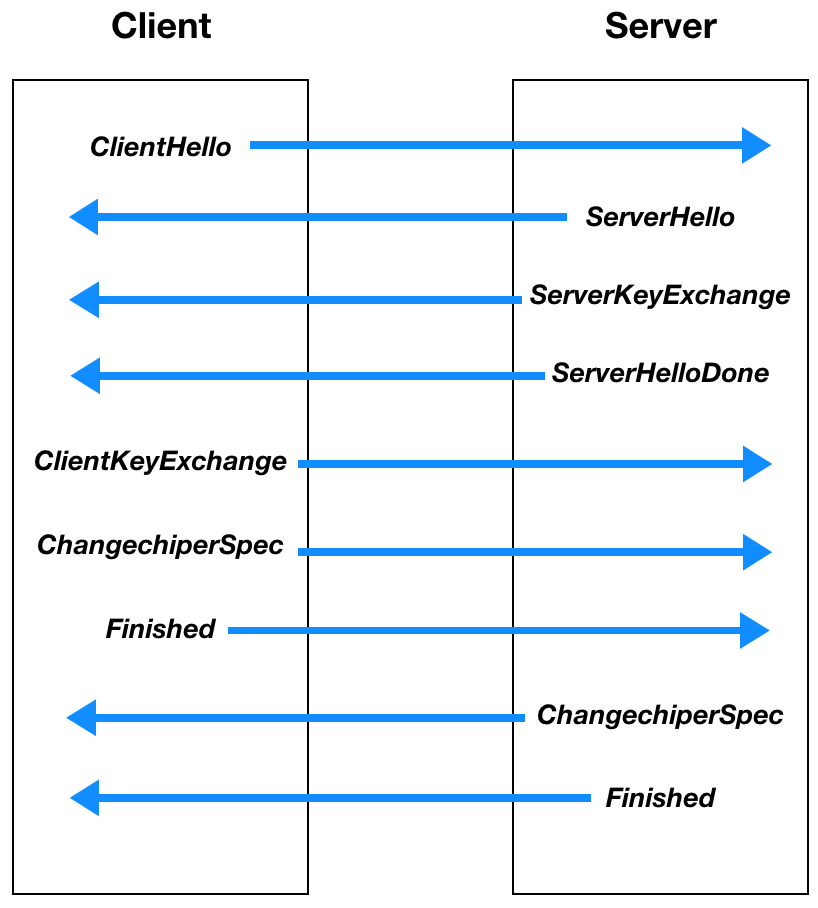 Client
Server
ClientHello
ServerHello
ServerKeyExchange
ServerHelloDone
ClientKeyExchange
ChangechiperSpec
Finished
ChangechiperSpec
Finished